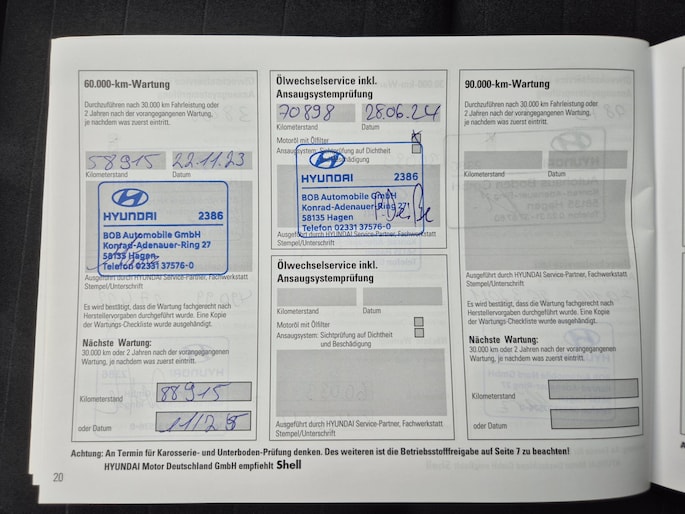 60.000-km-Wartung
Durchzuführen nach 30.000 km Fahrleistung oder
2 Jahren nach der vorangegangenen Wartung,
je nachdem was zuerst eintritt.
58915 22.11.23
Kilometerstand Datum
HYUNDAI 2386
BOB Automobile GmbH
Konrad-Adenauer-Ring 27
58135 Hagen
Telefon 02331 37576-0
Ausgeführt durch HYUNDAI Service-Partner, Fachwerkstatt
Stempel/Unterschrift
Es wird bestätigt, dass die Wartung fachgerecht nach
Herstellervorgaben durchgeführt wurde. Eine Kopie
der Wartungs-Checkliste wurde ausgehändigt.
Nächste Wartung:
30.000 km oder 2 Jahren nach der vorangegangenen
Wartung, je nachdem was zuerst eintritt.
Kilometerstand 88915
oder Datum 11/25
Ölwechselservice inkl.
Ansaugsystemprüfung
70898 28.06.24
Kilometerstand Datum
Motoröl mit Ölfilter
Ansaugsystem: Sichtprüfung auf Dichtheit
und Beschädigung
HYUNDAI 2386
BOB Automobile GmbH
Konrad-Adenauer-Ring 27
58135 Hagen
Telefon 02331 37576-0
Ausgeführt durch HYUNDAI Service-Partner, Fachwerkstatt
Stempel/Unterschrift
Ölwechselservice inkl.
Ansaugsystemprüfung
Kilometerstand Datum
Motoröl mit Ölfilter
Ansaugsystem: Sichtprüfung auf Dichtheit
und Beschädigung
Ausgeführt durch HYUNDAI Service-Partner, Fachwerkstatt
Stempel/Unterschrift
90.000-km-Wartung
Durchzuführen nach 30.000 km Fahrleistung oder
2 Jahren nach der vorangegangenen Wartung,
je nachdem was zuerst eintritt.
Kilometerstand Datum
Ausgeführt durch HYUNDAI Service-Partner, Fachwerkstatt
Stempel/Unterschrift
Es wird bestätigt, dass die Wartung fachgerecht nach
Herstellervorgaben durchgeführt wurde. Eine Kopie
der Wartungs-Checkliste wurde ausgehändigt.
Nächste Wartung:
30.000 km oder 2 Jahren nach der vorangegangenen
Wartung, je nachdem was zuerst eintritt.
Kilometerstand
oder Datum
Achtung: An Termin für Karosserie- und Unterboden-Prüfung denken. Des weiteren ist die Betriebsstofffreigabe auf Seite 7 zu beachten!
HYUNDAI Motor Deutschland GmbH empfiehlt Shell
20